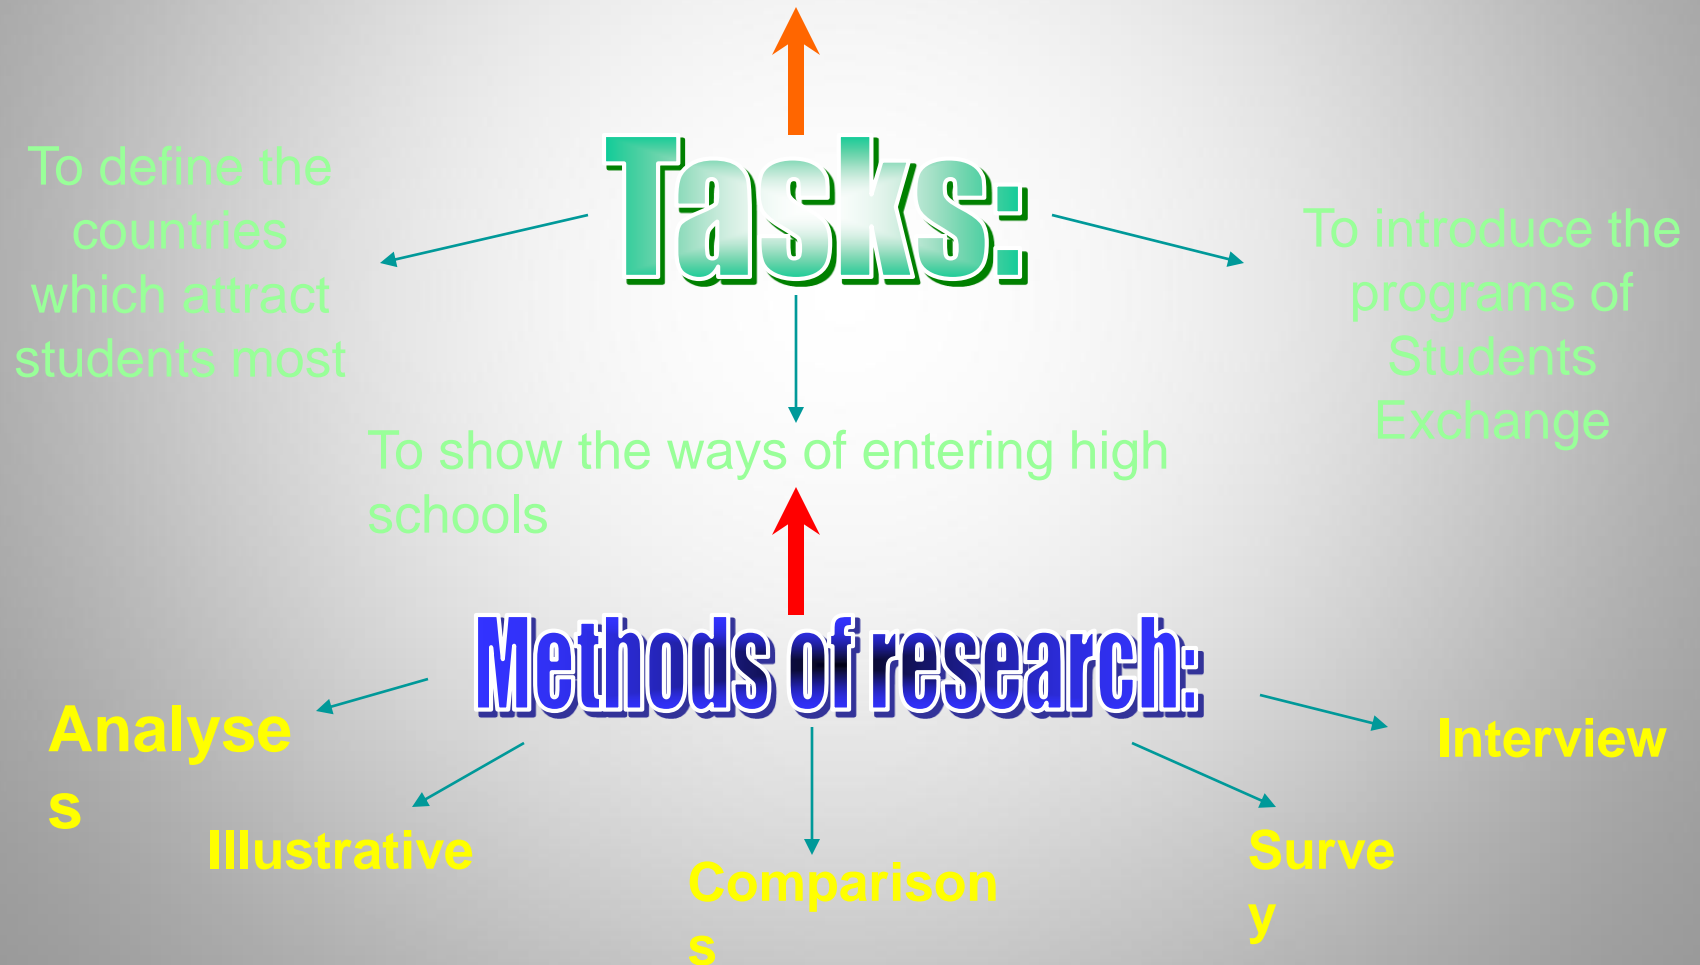 Tasks:
To define the
countries
which attract
students most
To introduce the
programs of
Students
Exchange
To show the ways of entering high
schools
Methods of research:
Analyse
s
Illustrative
Comparison
s
Surve
y
Interview